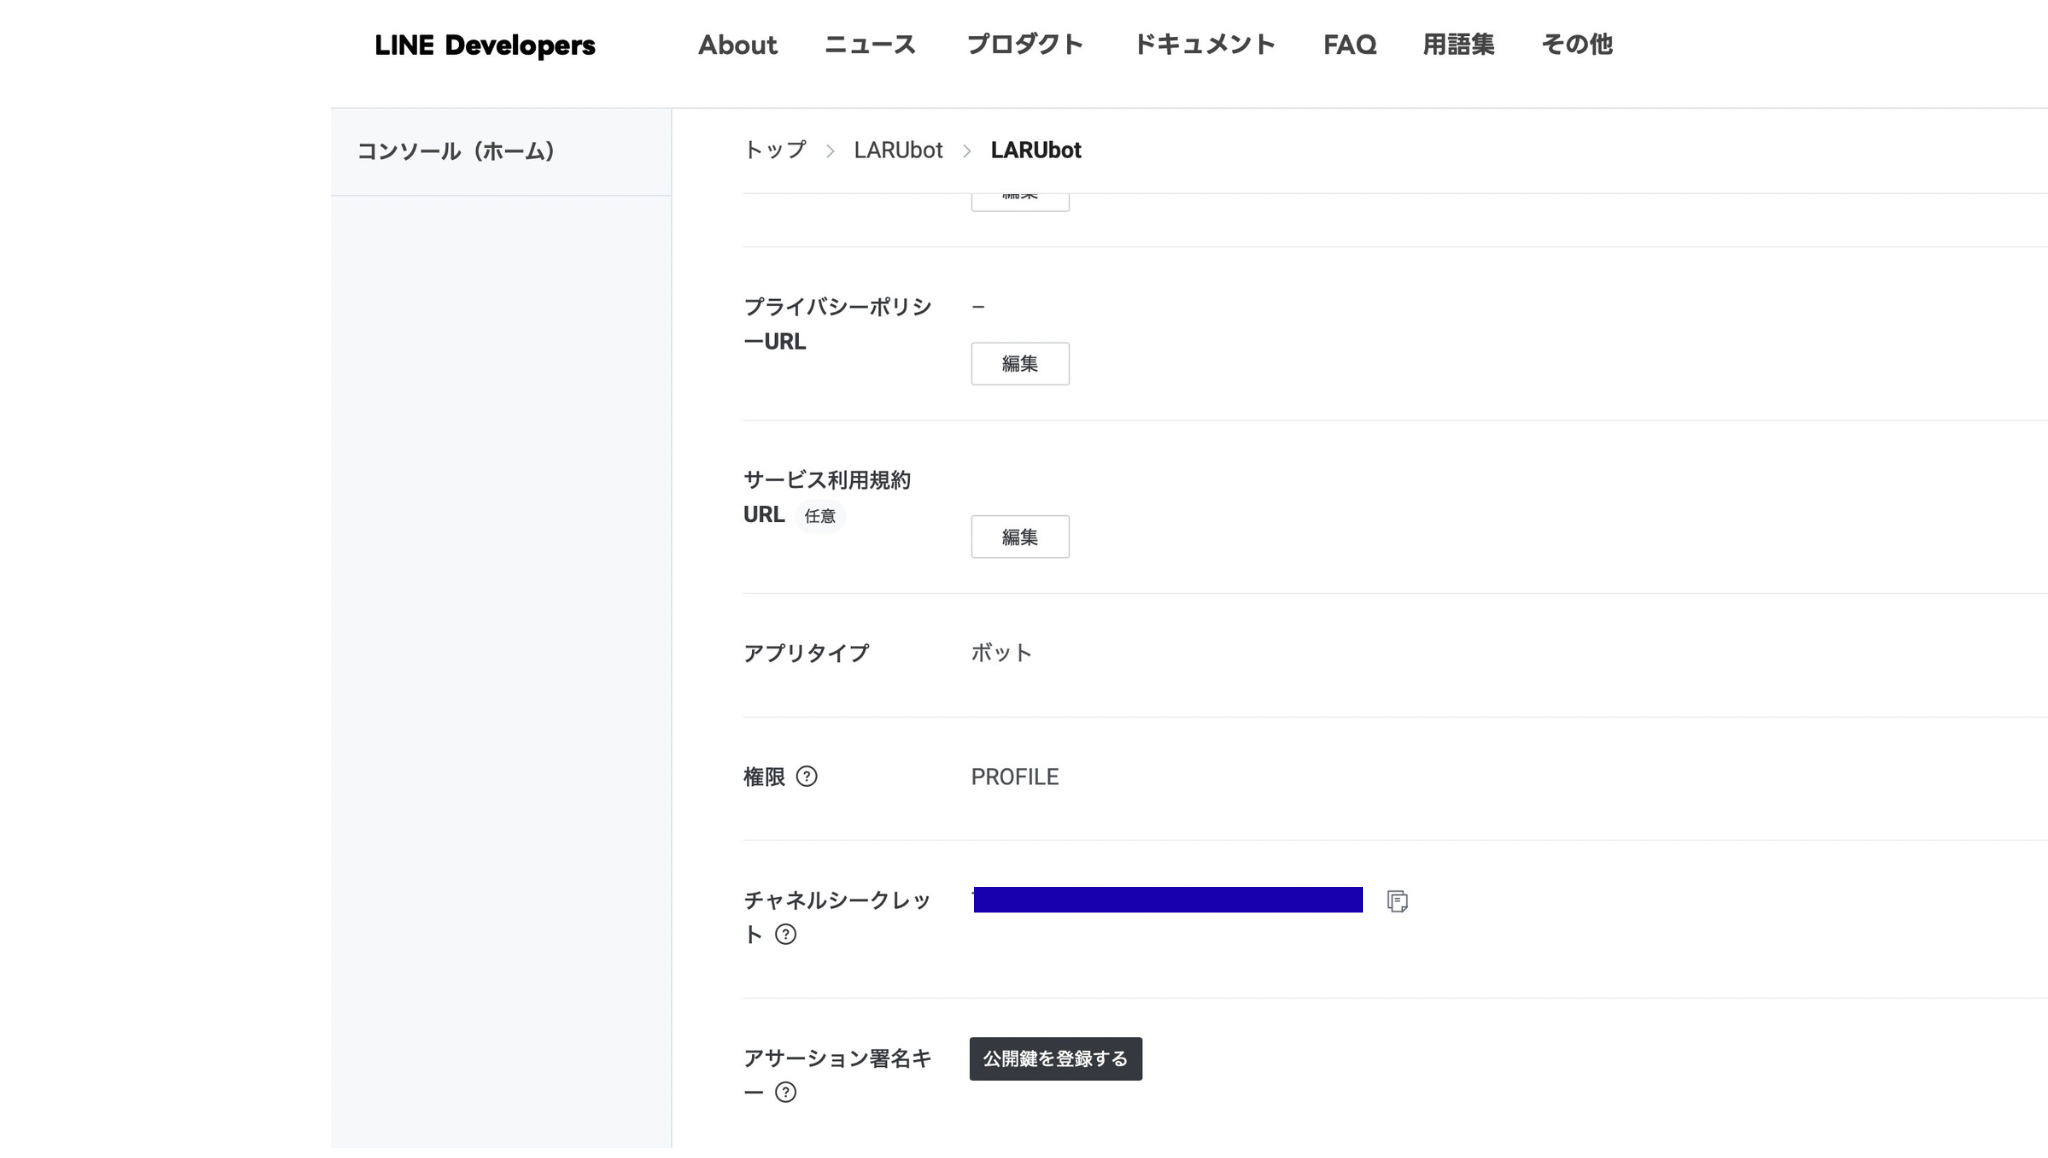 LINE Developers About ニュース プロダクト ドキュメント FAQ 用語集 その他
コンソール（ホーム）
トップ > LARUbot > LARUbot
編集
プライバシーポリシ
ーURL
–
編集
サービス利用規約
URL 任意
編集
アプリタイプ
ボット
権限
PROFILE
チャネルシークレッ
ト
アサーション署名キ
ー
公開鍵を登録する